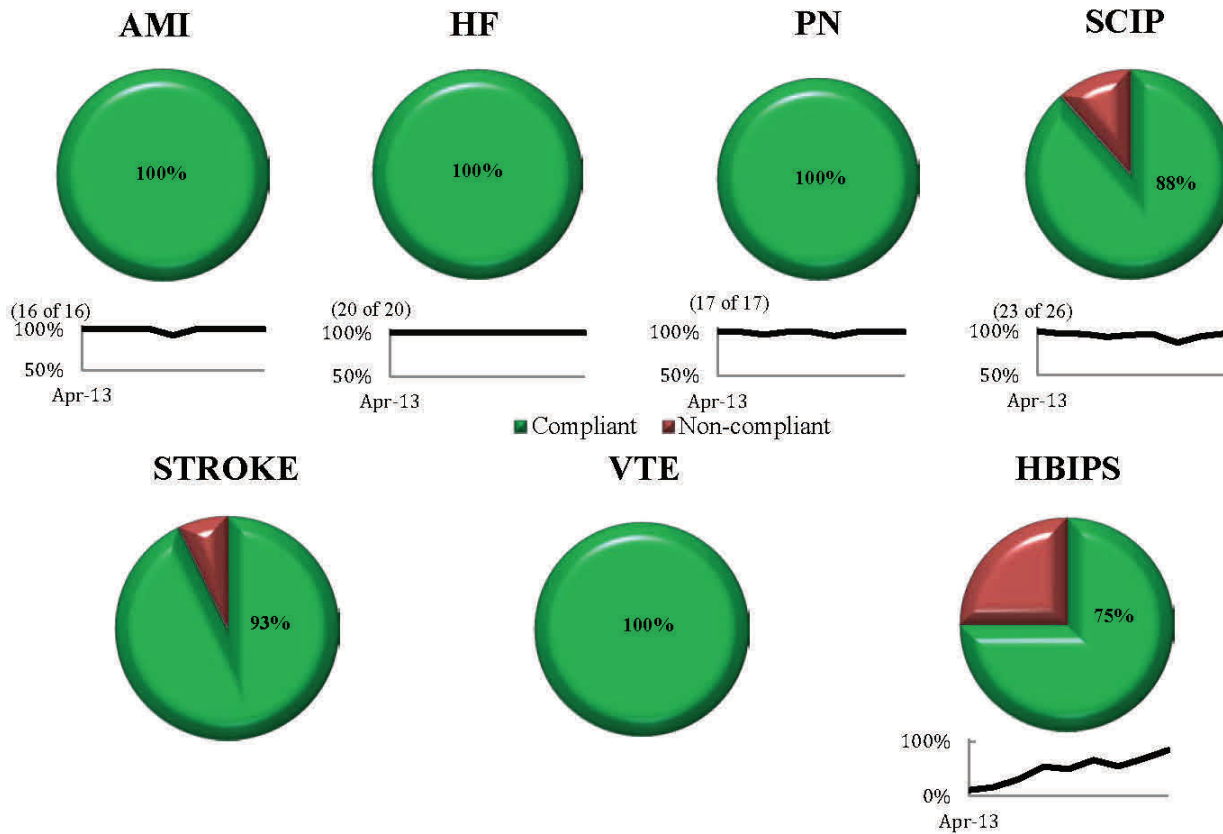 AMI
HF
PN
SCIP
100%
100%
100%
88%
(16 of 16)
100%
50%
Apr-13
(20 of 20)
100%
50%
Apr-13
(17 of 17)
100%
50%
Apr-13
(23 of 26)
100%
50%
Apr-13
Compliant
Non-compliant
STROKE
VTE
HBIPS
93%
100%
75%
100%
0%
Apr-13